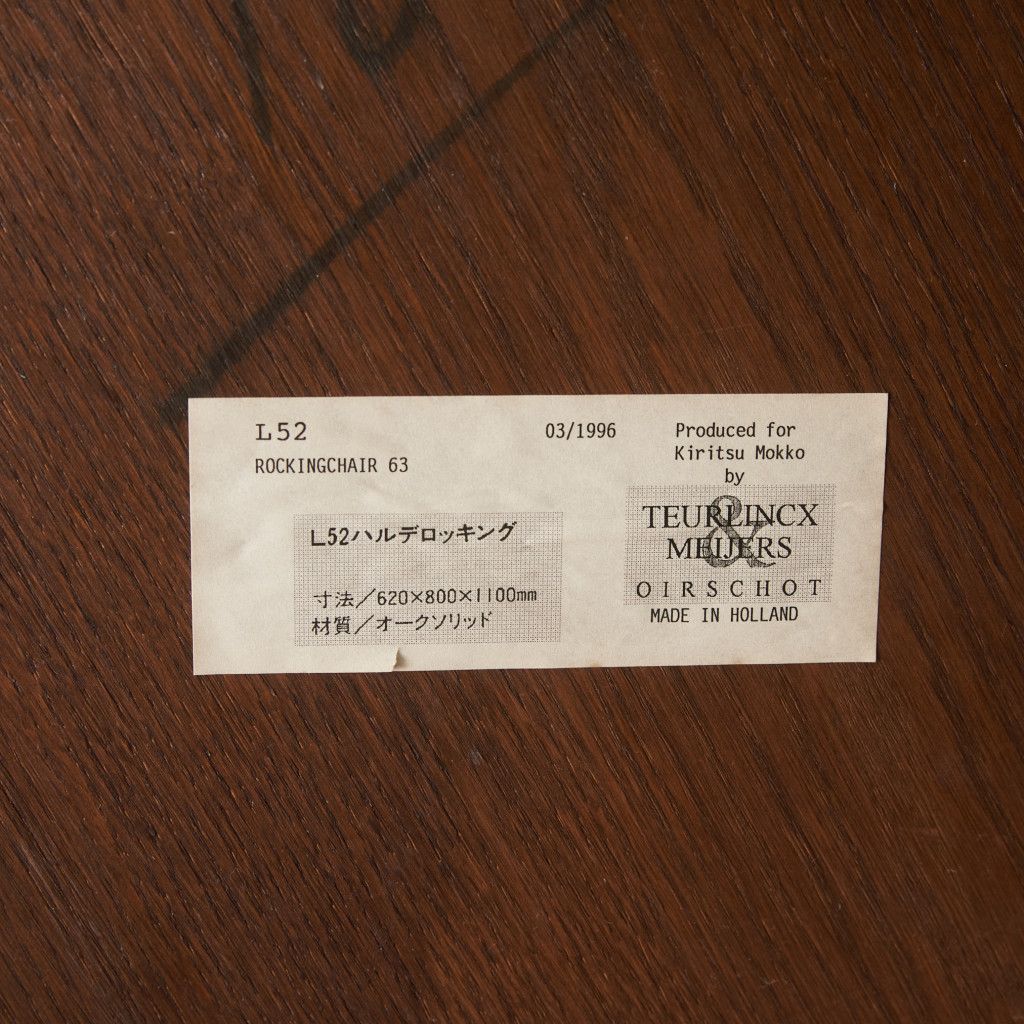 L52
ROCKINGCHAIR 63
L52ハルデロッキング
寸法／620×800×1100mm
材質／オークソリッド
03/1996
Produced for
Kiritsu Mokko
by
TEURLINCX
&
MEIJERS
OIRSCHOT
MADE IN HOLLAND